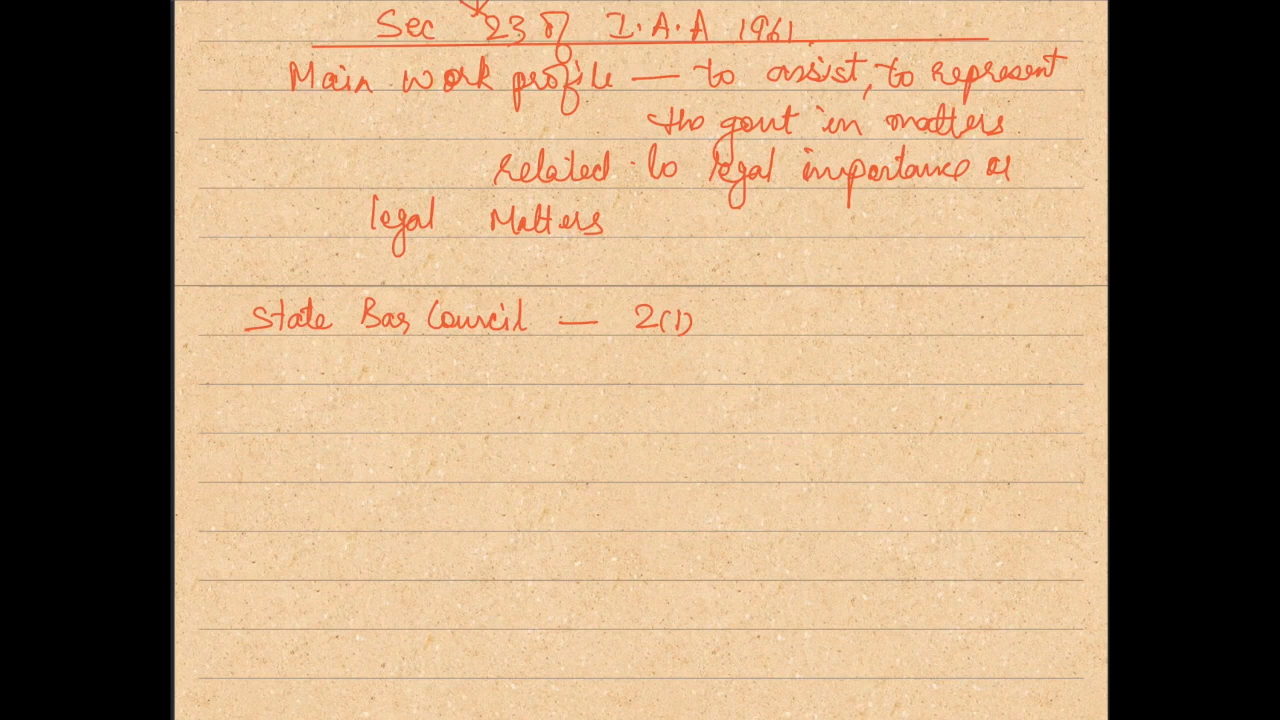 Sec 23 of I.A.A 1961
Main work profile — to assist, to represent
the govt in matters
related to legal importance or
legal Matters
State Bar Council — 2(1)